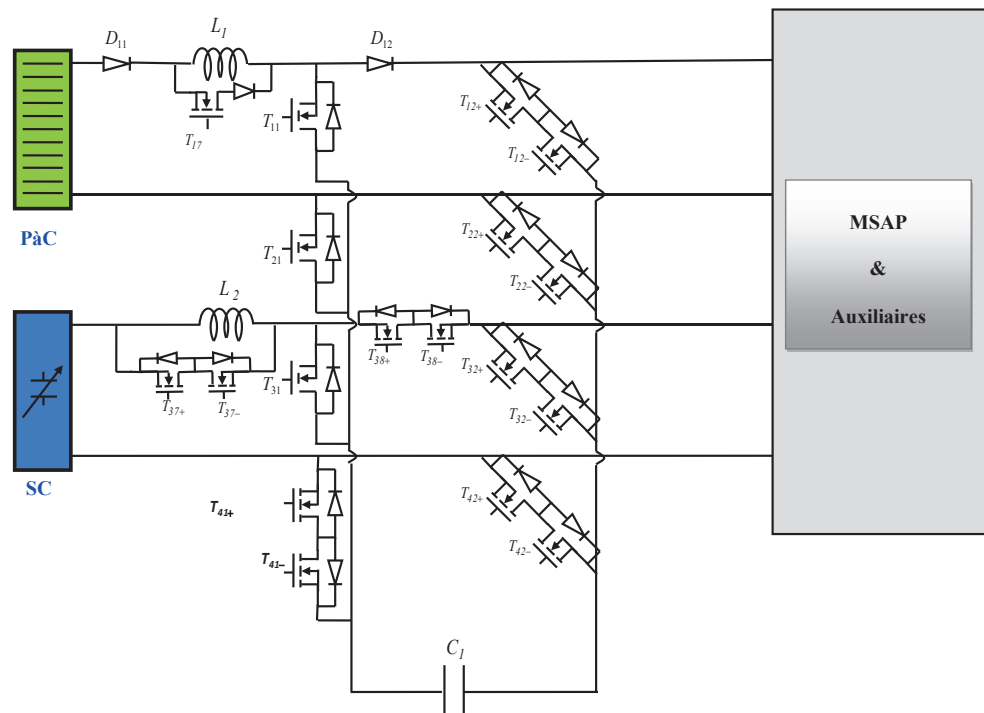 D₁₁
L₁
D₁₂
T₁₇
T₁₁
T₁₂₊
T₁₂₋
PàC
T₂₁
T₂₂₊
T₂₂₋
MSAP
&
Auxiliaires
L₂
T₃₇₊
T₃₇₋
T₃₁
T₃₈₊
T₃₈₋
T₃₂₊
T₃₂₋
SC
T₄₁₊
T₄₁₋
T₄₂₊
T₄₂₋
C₁